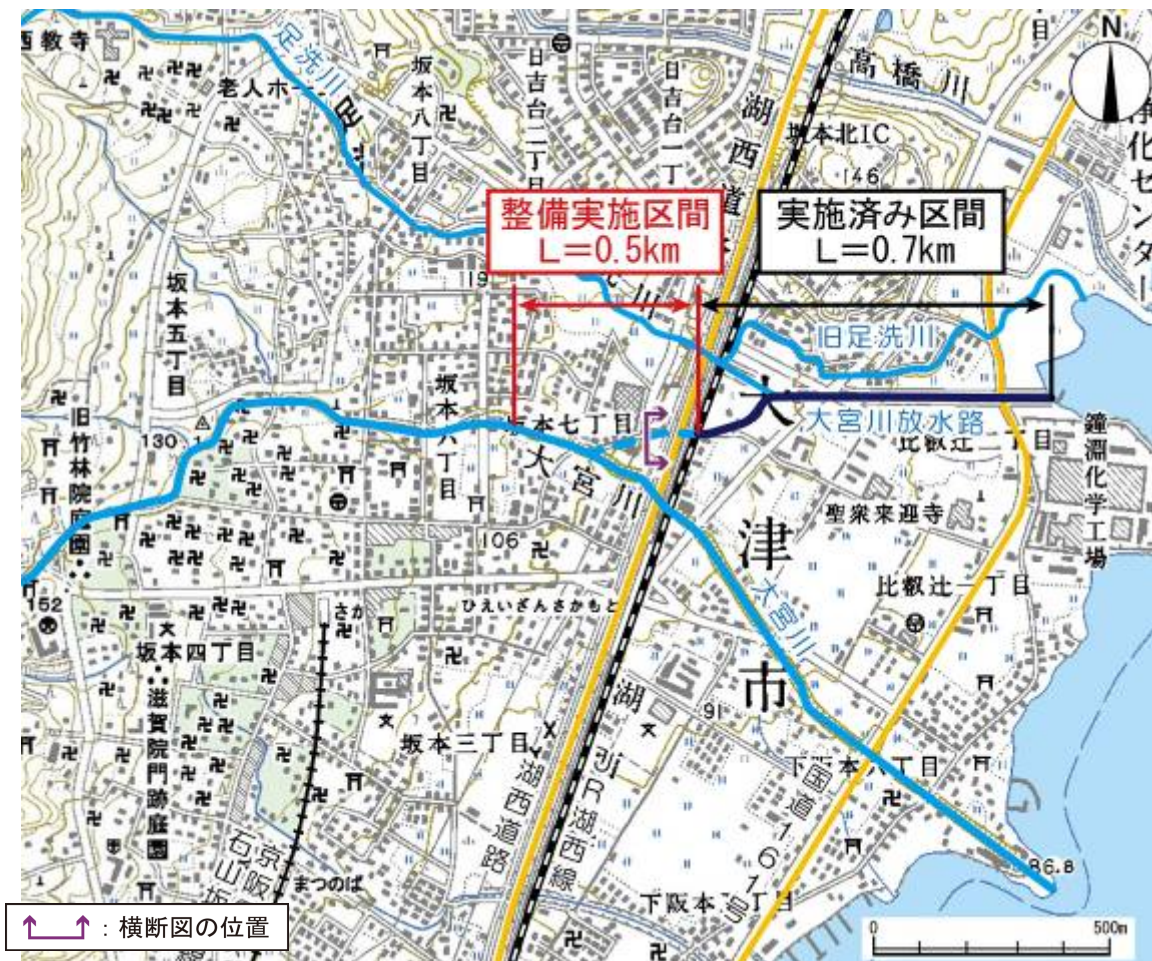 西教寺
足洗川
老人ホーム
坂本八丁目
日吉台二丁目
日吉台一丁
湖西道
高橋川
坂本北IC
146
N
浄化センター
整備実施区間
L=0.5km
実施済み区間
L=0.7km
119
坂本五丁目
坂本六丁目
坂本七丁目
大宮川
旧足洗川
大宮川放水路
比叡辻二丁目
鐘淵化学工場
旧竹林院庭園
130
106
152
聖衆来迎寺
比叡辻一丁目
大津市
大宮川
ひえいざんさかもと
さか
坂本四丁目
滋賀院門跡庭園
坂本三丁目
湖西道路
JR湖西線
91
国道161号
下阪本六丁目
86.8
京阪
石山坂
まつのばば
下阪本
丁目
:横断図の位置
0 500m